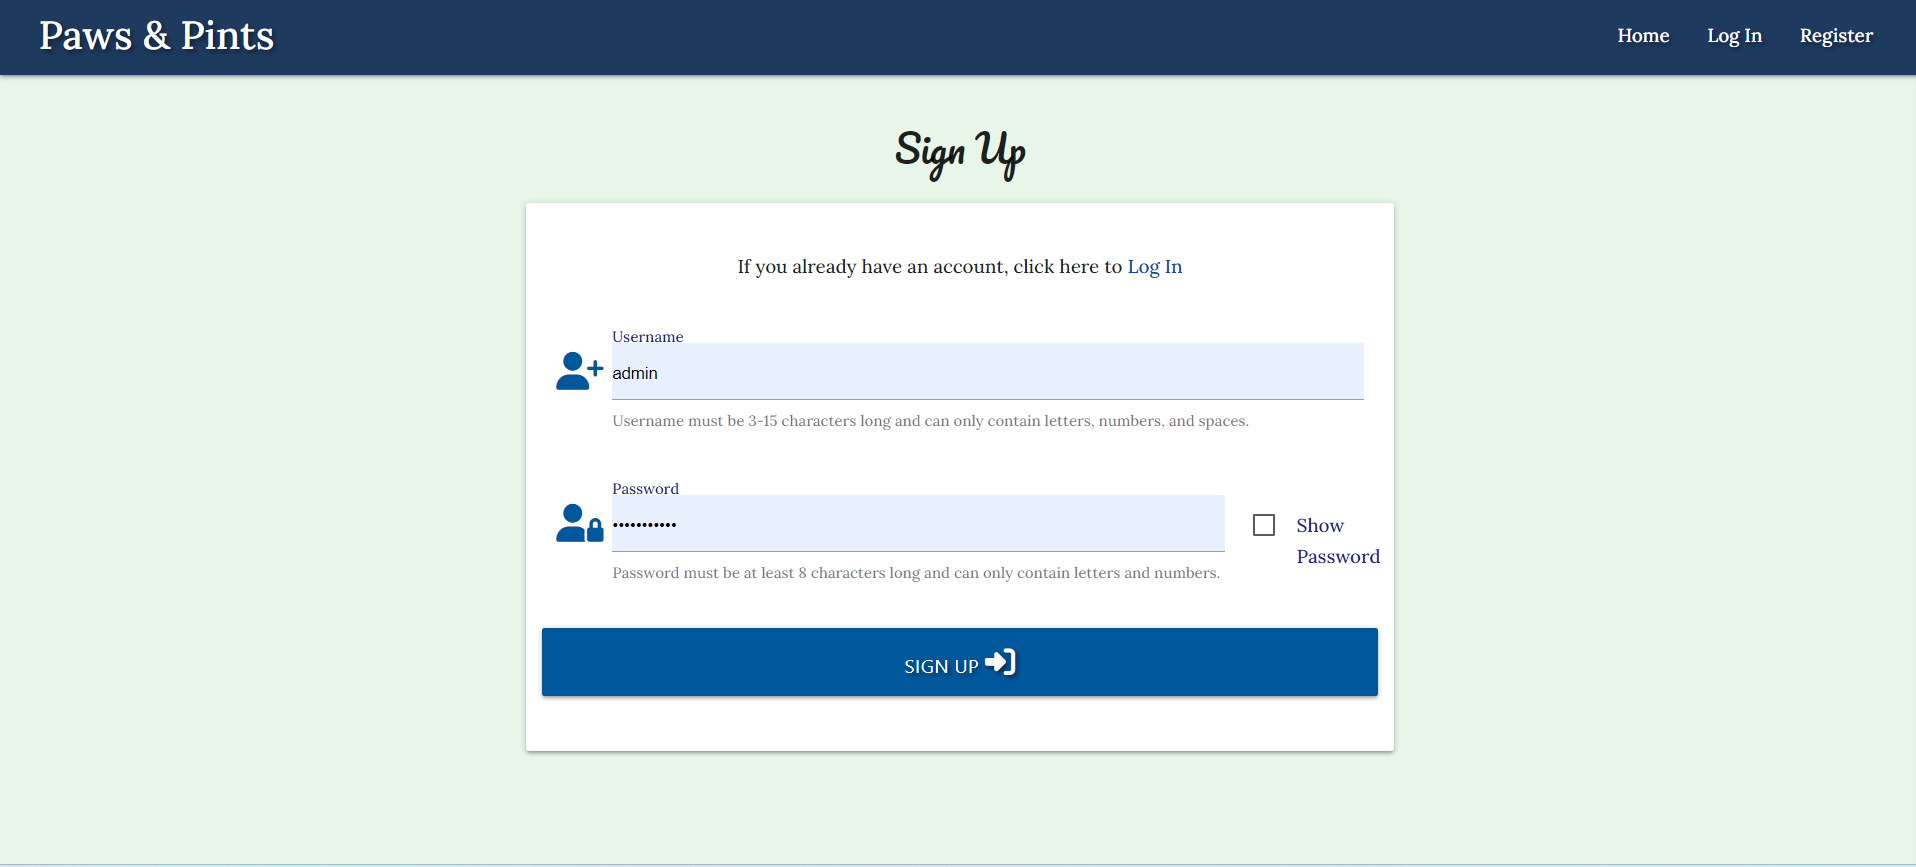 Paws & Pints
Home Log In Register
Sign Up
If you already have an account, click here to Log In
Username
admin
Username must be 3-15 characters long and can only contain letters, numbers, and spaces.
Password
•••••••••••
Show
Password
Password must be at least 8 characters long and can only contain letters and numbers.
SIGN UP